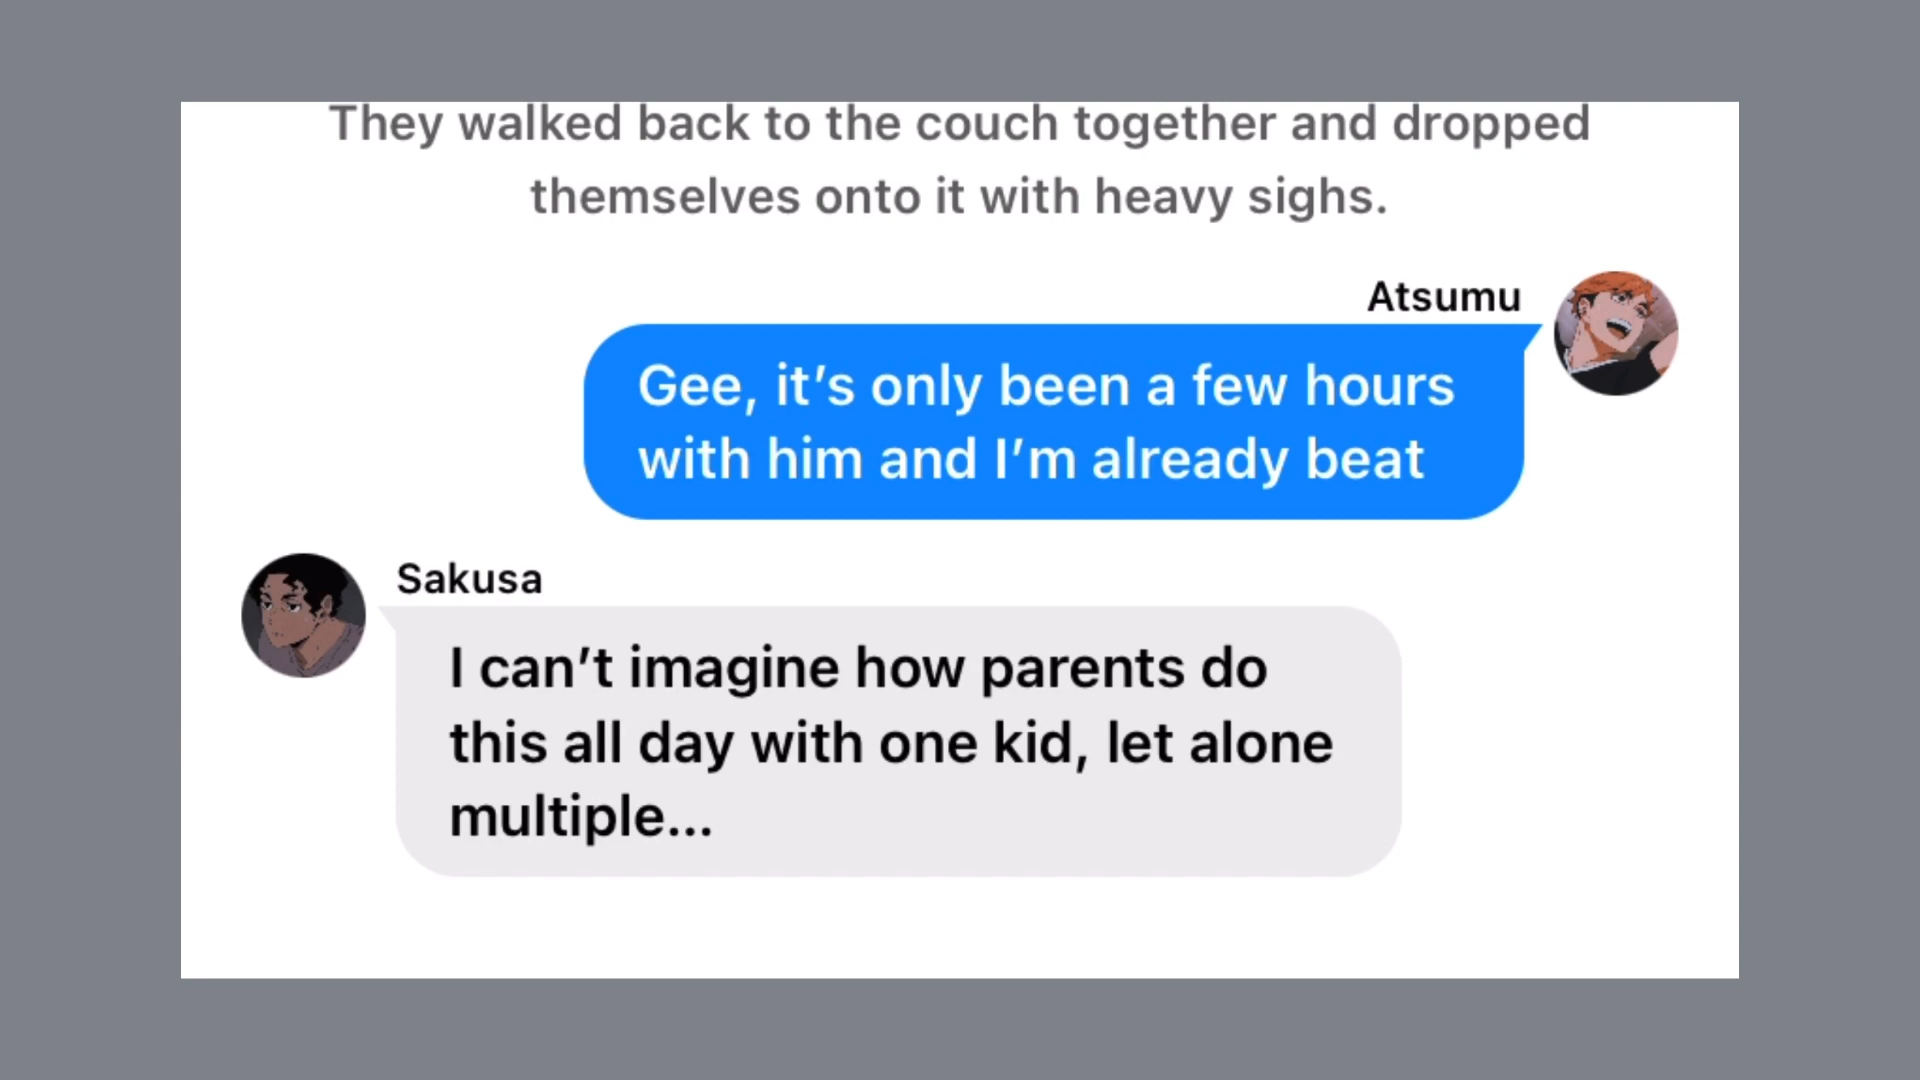 They walked back to the couch together and dropped
themselves onto it with heavy sighs.
Atsumu
Gee, it’s only been a few hours
with him and I’m already beat
Sakusa
I can’t imagine how parents do
this all day with one kid, let alone
multiple...